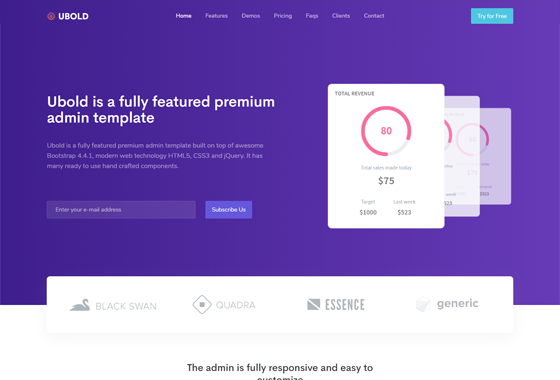 UBOLD
Home Features Demos Pricing Faqs Clients Contact
Try for Free
TOTAL REVENUE
80
Total sales made today
$75
Target Last week
$1000 $523
Ubold is a fully featured premium
admin template
Ubold is a fully featured premium admin template built on top of awesome
Bootstrap 4.4.1, modern web technology HTML5, CSS3 and jQuery. It has
many ready to use hand crafted components.
Enter your e-mail address
Subscribe Us
BLACK SWAN
QUADRA
ESSENCE
generic
The admin is fully responsive and easy to
customize